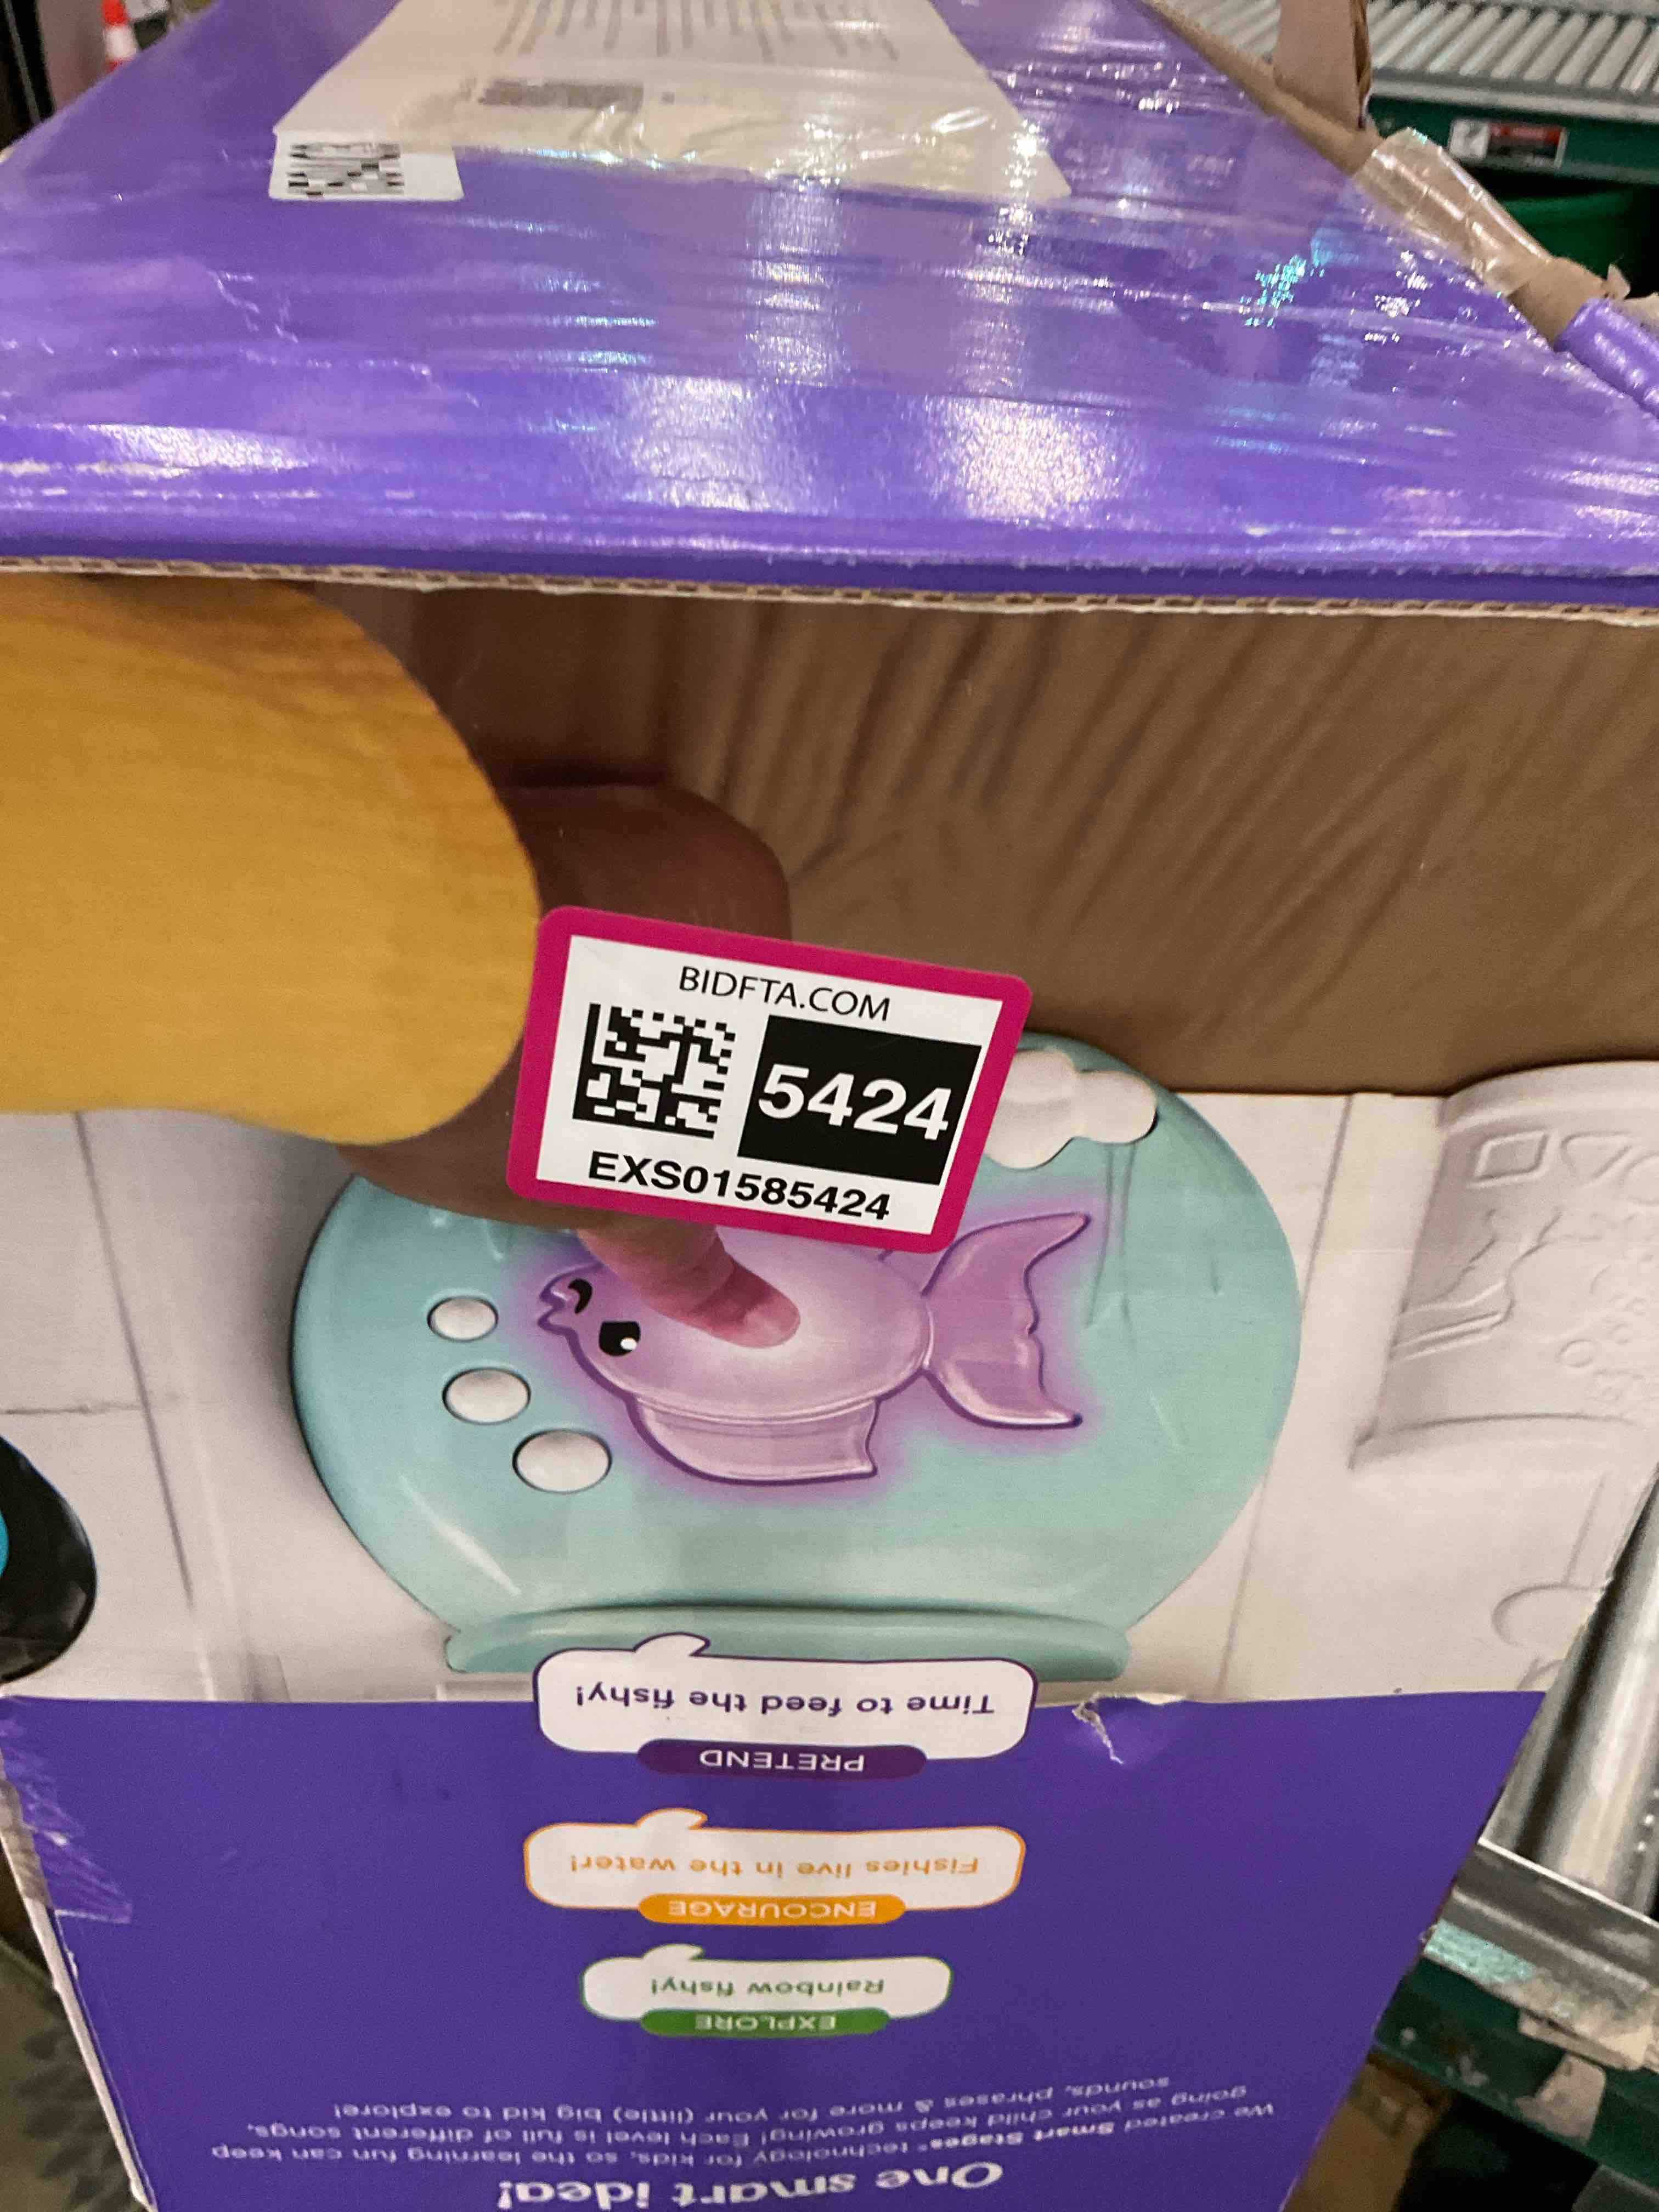 BIDFTA.COM
5424
EXS01585424
One smart idea!
We created Smart Stages® technology for kids, so the learning fun can keep
going as your child keeps growing! Each level is full of different songs,
sounds, phrases & more for your (little) big kid to explore!
EXPLORE
Rainbow fishy!
ENCOURAGE
Fishies live in the water!
PRETEND
Time to feed the fishy!